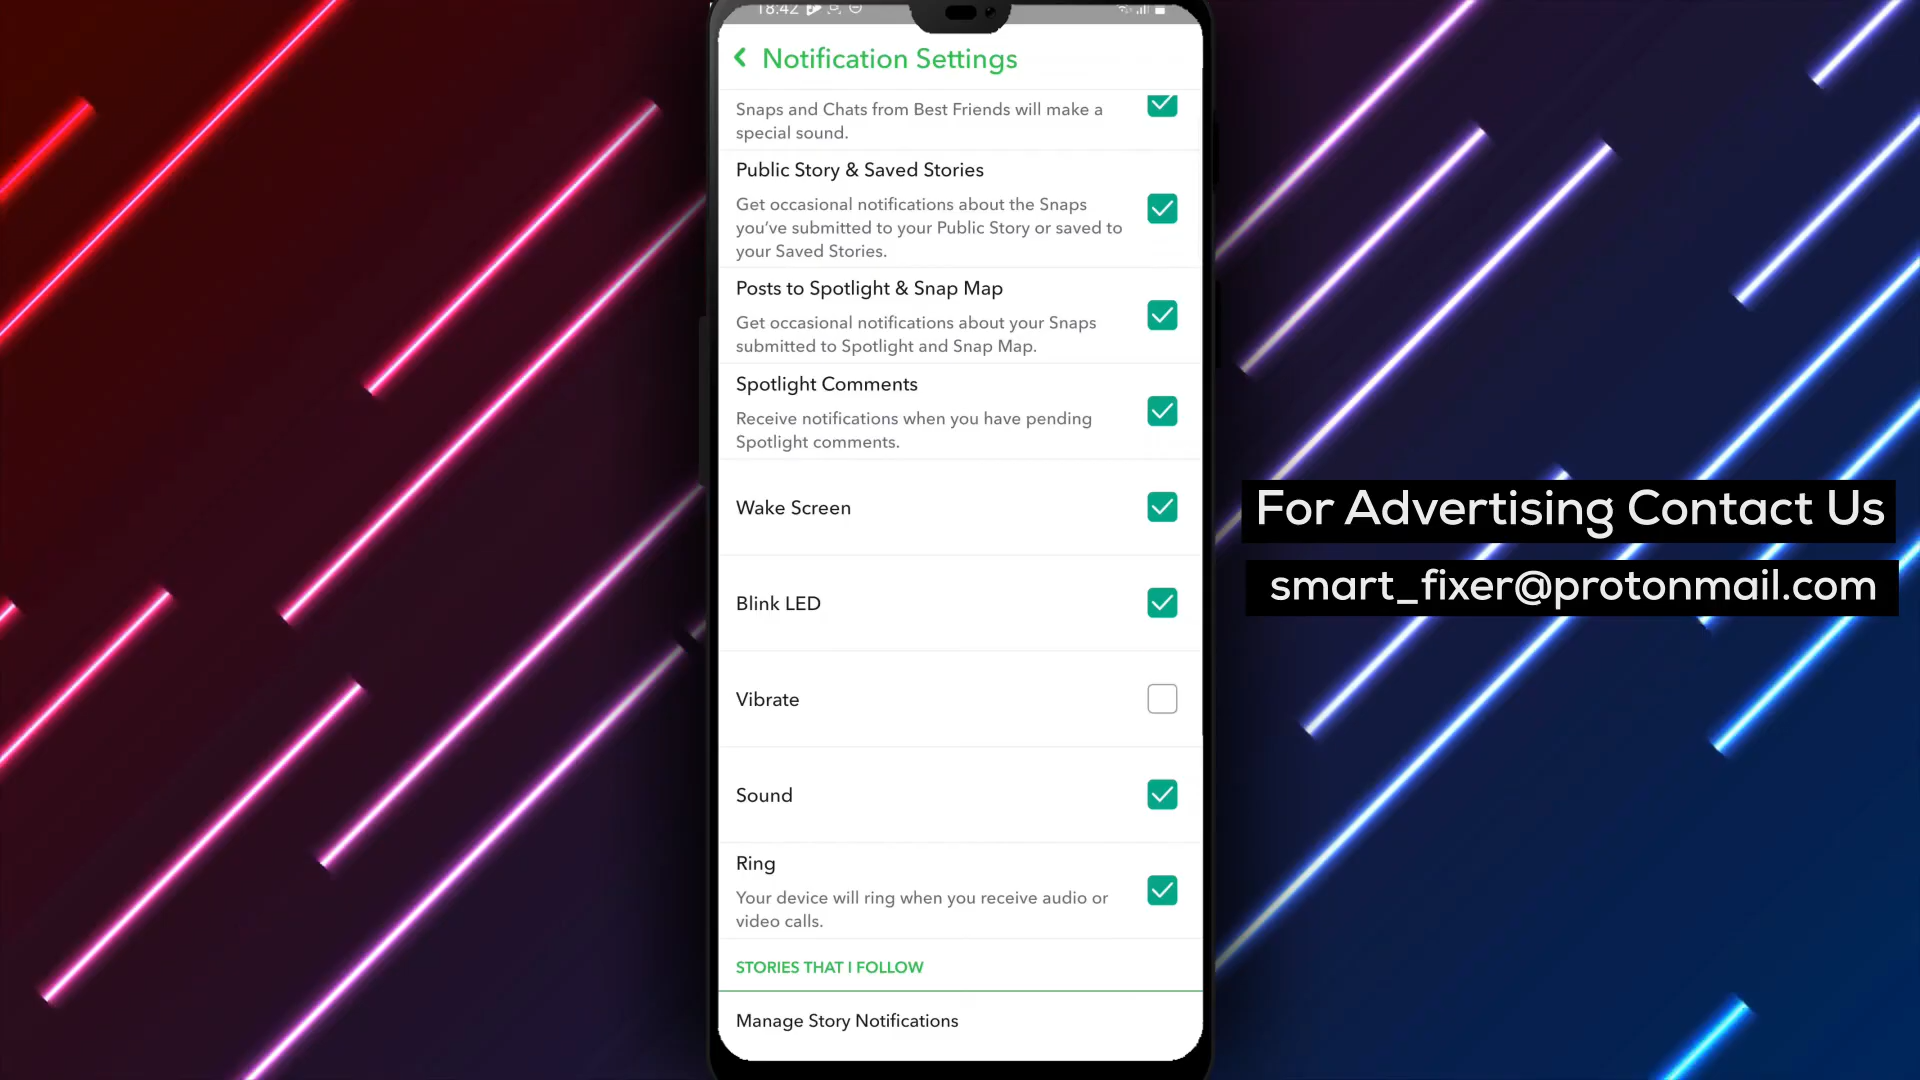 18:42
Notification Settings
Snaps and Chats from Best Friends will make a
special sound.
Public Story & Saved Stories
Get occasional notifications about the Snaps
you’ve submitted to your Public Story or saved to
your Saved Stories.
Posts to Spotlight & Snap Map
Get occasional notifications about your Snaps
submitted to Spotlight and Snap Map.
Spotlight Comments
Receive notifications when you have pending
Spotlight comments.
Wake Screen
Blink LED
Vibrate
Sound
Ring
Your device will ring when you receive audio or
video calls.
STORIES THAT I FOLLOW
Manage Story Notifications
For Advertising Contact Us
smart_fixer@protonmail.com